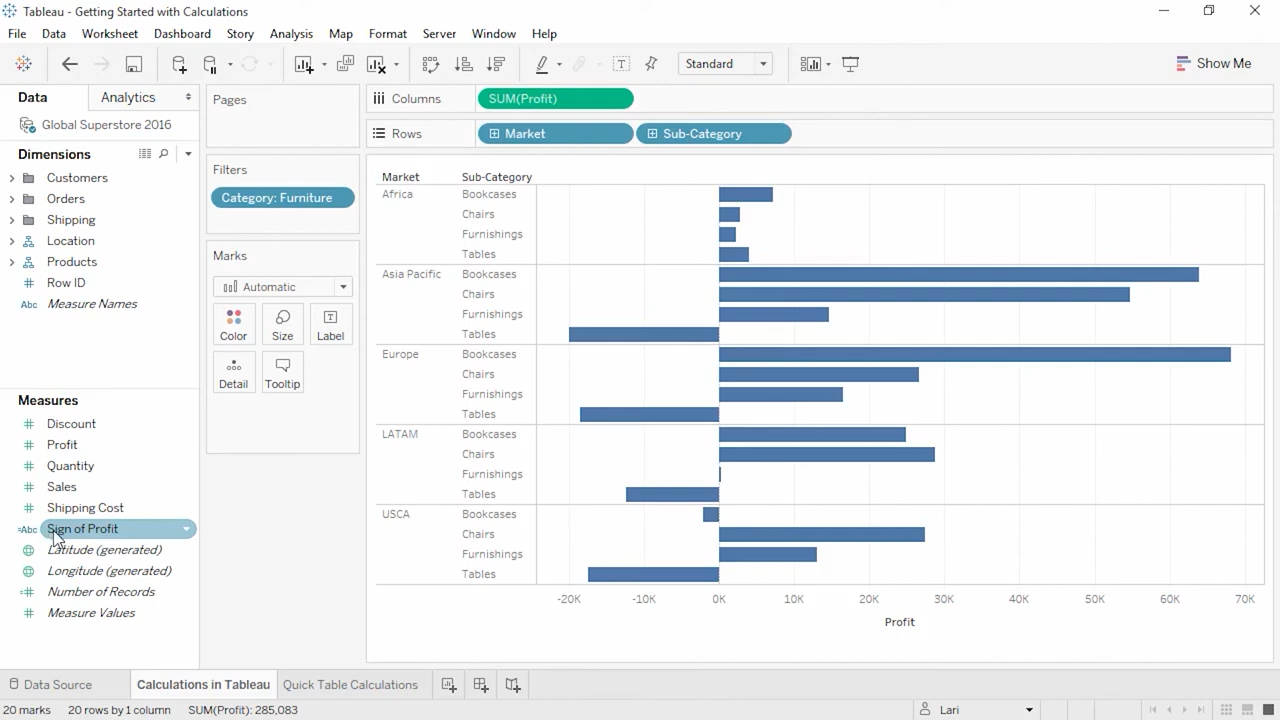 Tableau - Getting Started with Calculations
File Data Worksheet Dashboard Story Analysis Map Format Server Window Help
Standard
Show Me
Data Analytics
Global Superstore 2016
Dimensions
Customers
Orders
Shipping
Location
Products
Row ID
Abc Measure Names
Measures
Discount
Profit
Quantity
Sales
Shipping Cost
=Abc Sign of Profit
Latitude (generated)
Longitude (generated)
Number of Records
Measure Values
Pages
Filters
Category: Furniture
Marks
Automatic
Color Size Label
Detail Tooltip
Columns SUM(Profit)
Rows Market Sub-Category
Market Sub-Category
Africa Bookcases
Chairs
Furnishings
Tables
Asia Pacific Bookcases
Chairs
Furnishings
Tables
Europe Bookcases
Chairs
Furnishings
Tables
LATAM Bookcases
Chairs
Furnishings
Tables
USCA Bookcases
Chairs
Furnishings
Tables
-20K -10K 0K 10K 20K 30K 40K 50K 60K 70K
Profit
Data Source Calculations in Tableau Quick Table Calculations
20 marks 20 rows by 1 column SUM(Profit): 285,083 Lari